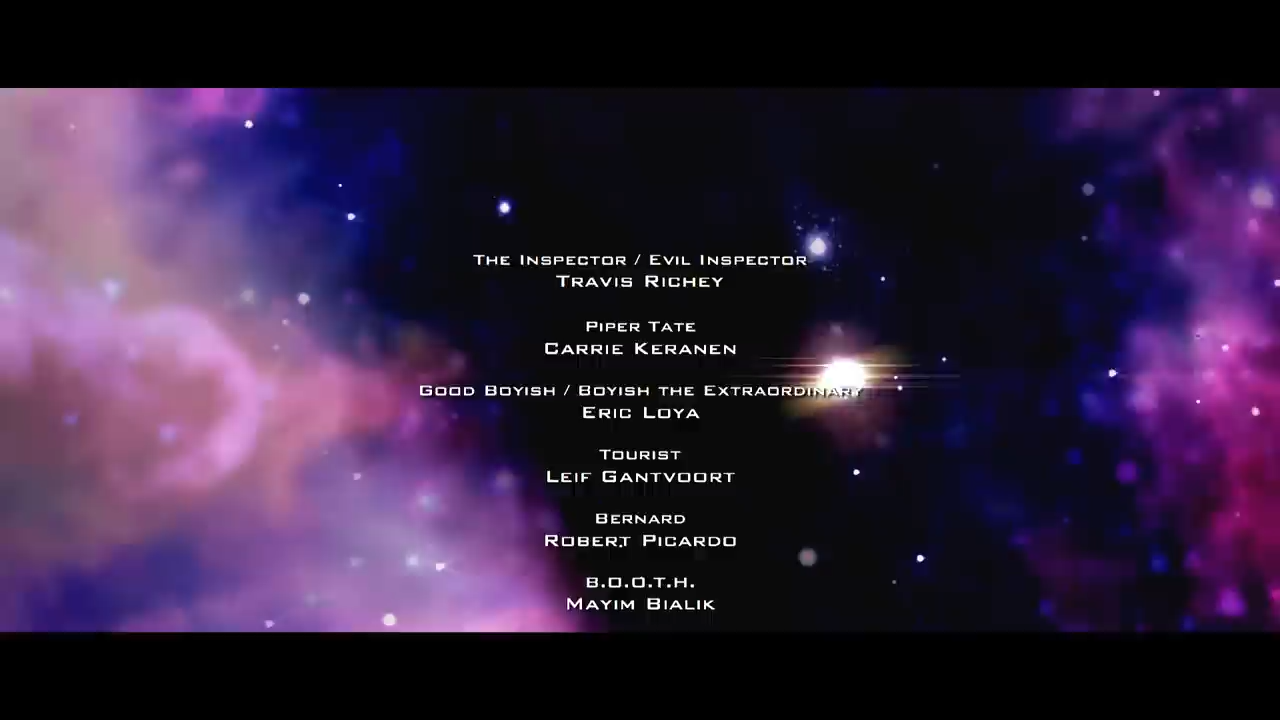 The Inspector / Evil Inspector
Travis Richey
Piper Tate
Carrie Keranen
Good Boyish / Boyish the Extraordinary
Eric Loya
Tourist
Leif Gantvoort
Bernard
Robert Picardo
B.O.O.T.H.
Mayim Bialik